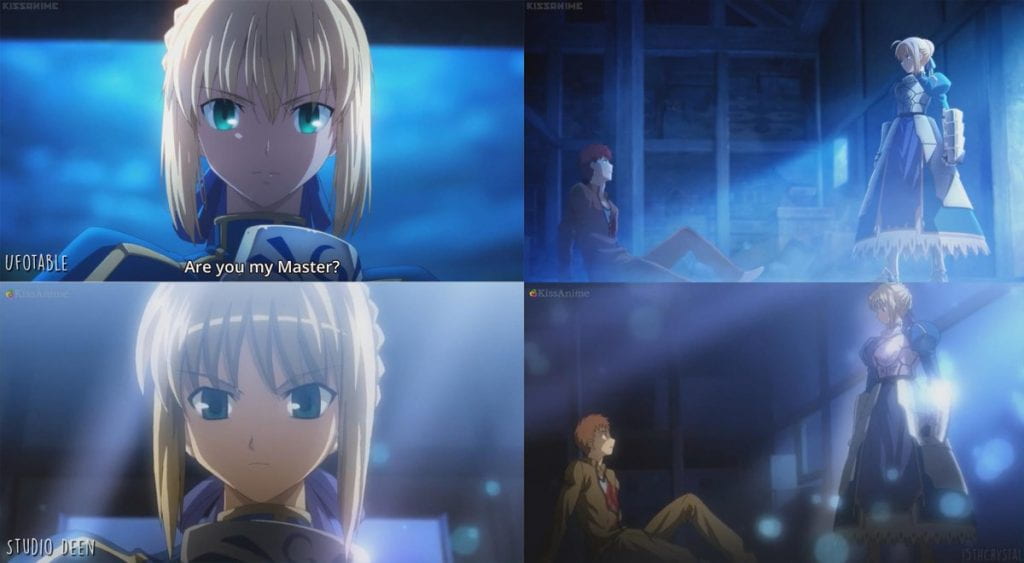 KISSANIME
KISSANIME
UFOTABLE
Are you my Master?
KissAnime
KissAnime
STUDIO DEEN
15THCRYSTAL